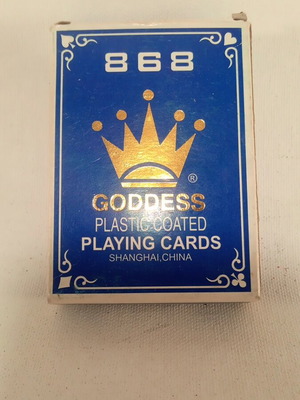 868
®
GODDESS
PLASTIC COATED
PLAYING CARDS
SHANGHAI,CHINA